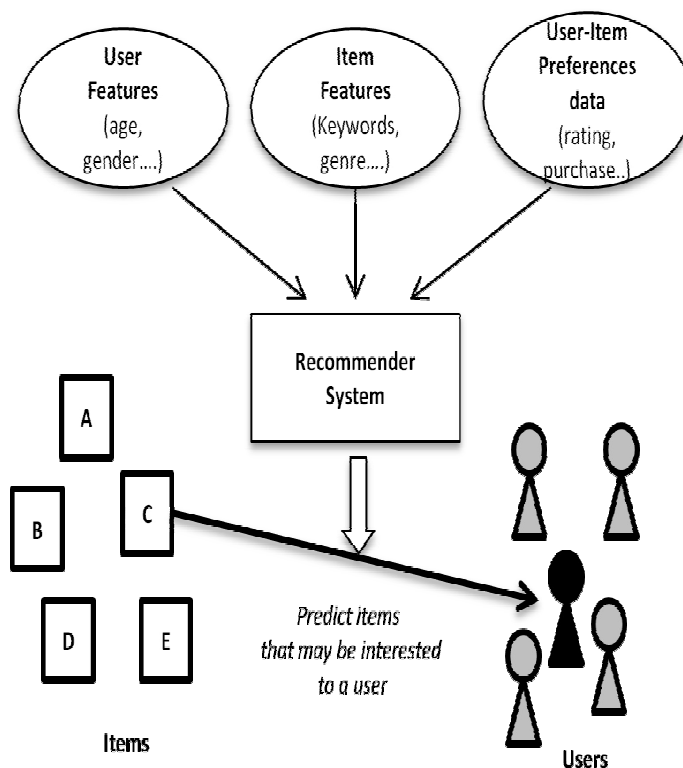 User
Features
(age,
gender....)
Item
Features
(Keywords,
genre....)
User-Item
Preferences
data
(rating,
purchase..)
Recommender
System
A
B
C
D
E
Predict items
that may be interested
to a user
Items
Users